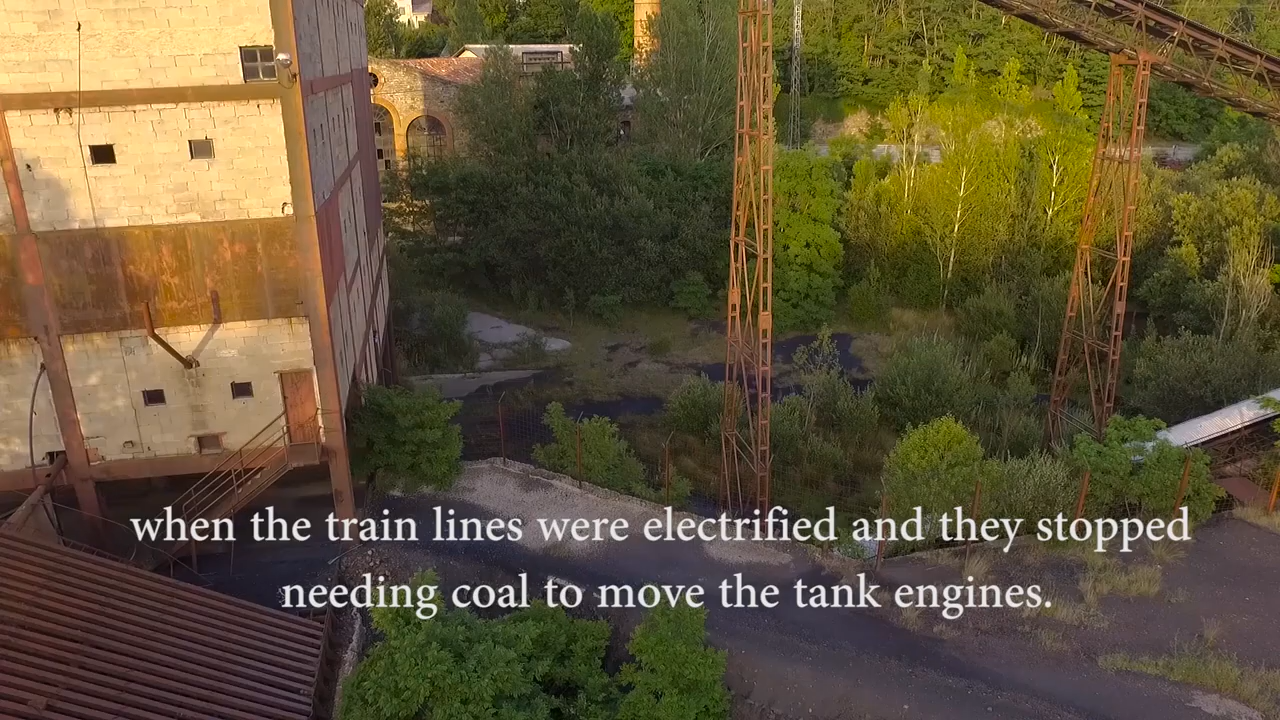 when the train lines were electrified and they stopped
needing coal to move the tank engines.